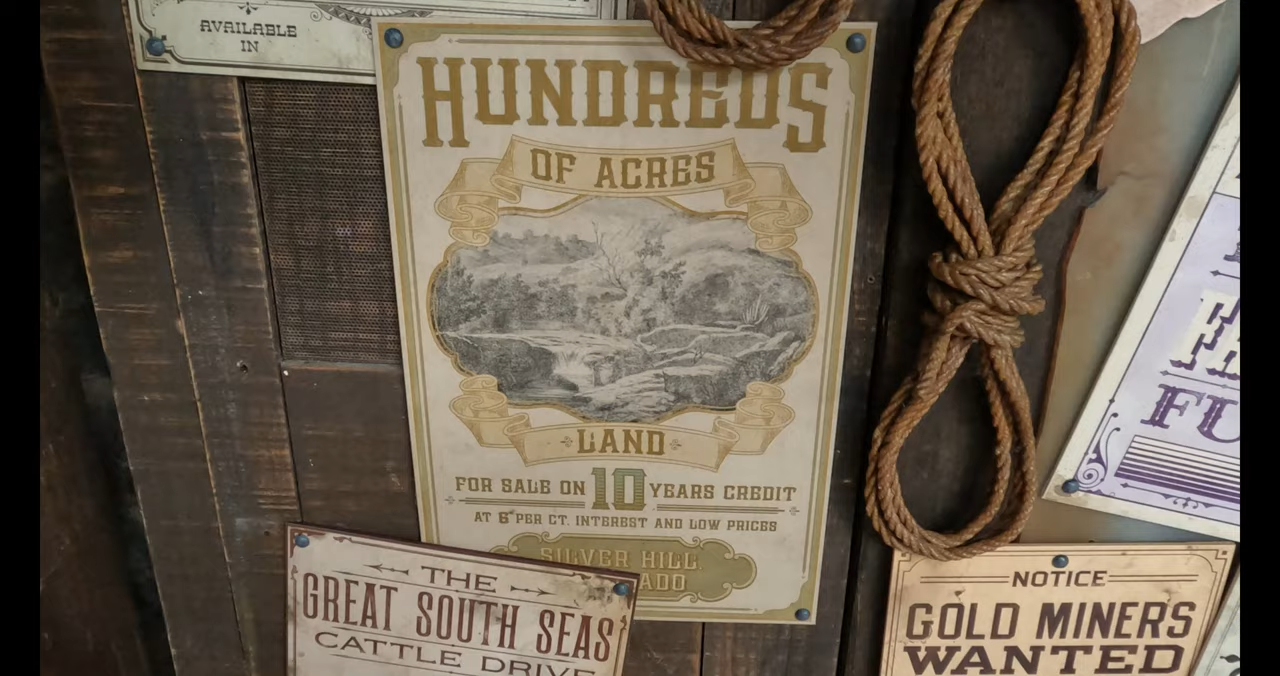 AVAILABLE
IN
HUNDREDS
OF ACRES
LAND
FOR SALE ON 10 YEARS CREDIT
AT 6 PER CT. INTEREST AND LOW PRICES
SILVER HILL,
THE
GREAT SOUTH SEAS
CATTLE DRIVE
NOTICE
GOLD MINERS
WANTED